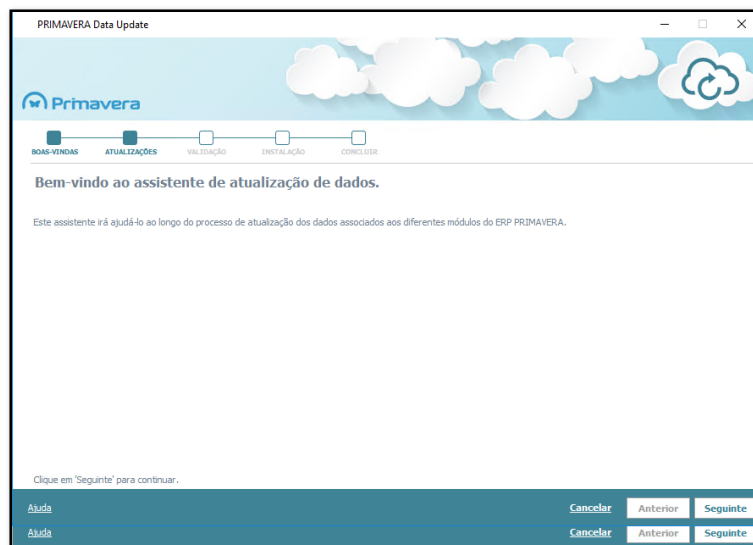 PRIMAVERA Data Update
Primavera
BOAS-VINDAS ATUALIZAÇÕES VALIDAÇÃO INSTALAÇÃO CONCLUIR
Bem-vindo ao assistente de atualização de dados.
Este assistente irá ajudá-lo ao longo do processo de atualização dos dados associados aos diferentes módulos do ERP PRIMAVERA.
Clique em 'Seguinte' para continuar.
Ajuda Cancelar Anterior Seguinte
Ajuda Cancelar Anterior Seguinte